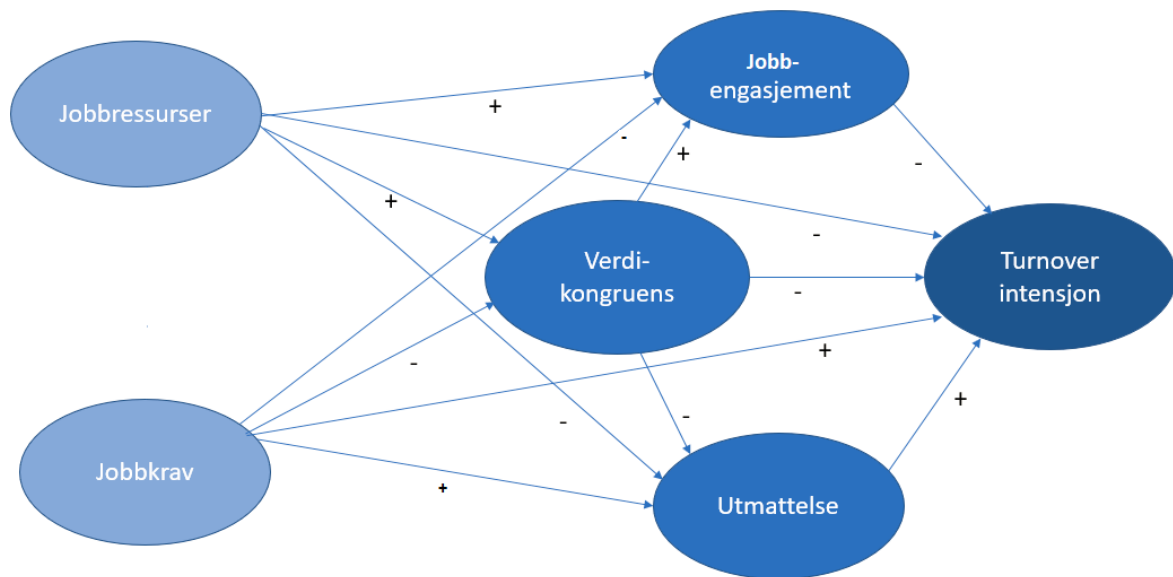 Jobb-
engasjement
Jobbressurser
+
-
+
-
+
-
Verdi-
kongruens
-
Turnover
intensjon
-
+
-
-
+
Jobbkrav
+
Utmattelse